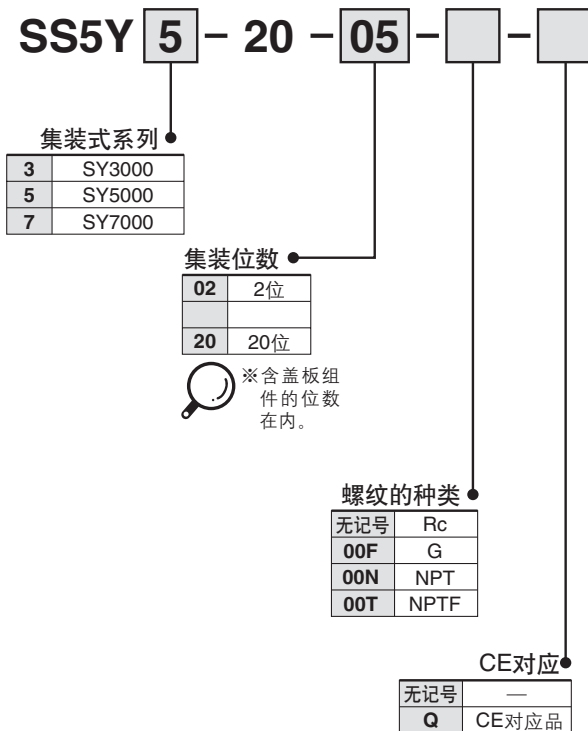 SS5Y 5 – 20 – 05 – –
集装式系列
3 SY3000
5 SY5000
7 SY7000
集装位数
02 2位
20 20位
※含盖板组
件的位数
在内。
螺纹的种类
无记号 Rc
00F G
00N NPT
00T NPTF
CE对应
无记号 —
Q CE对应品